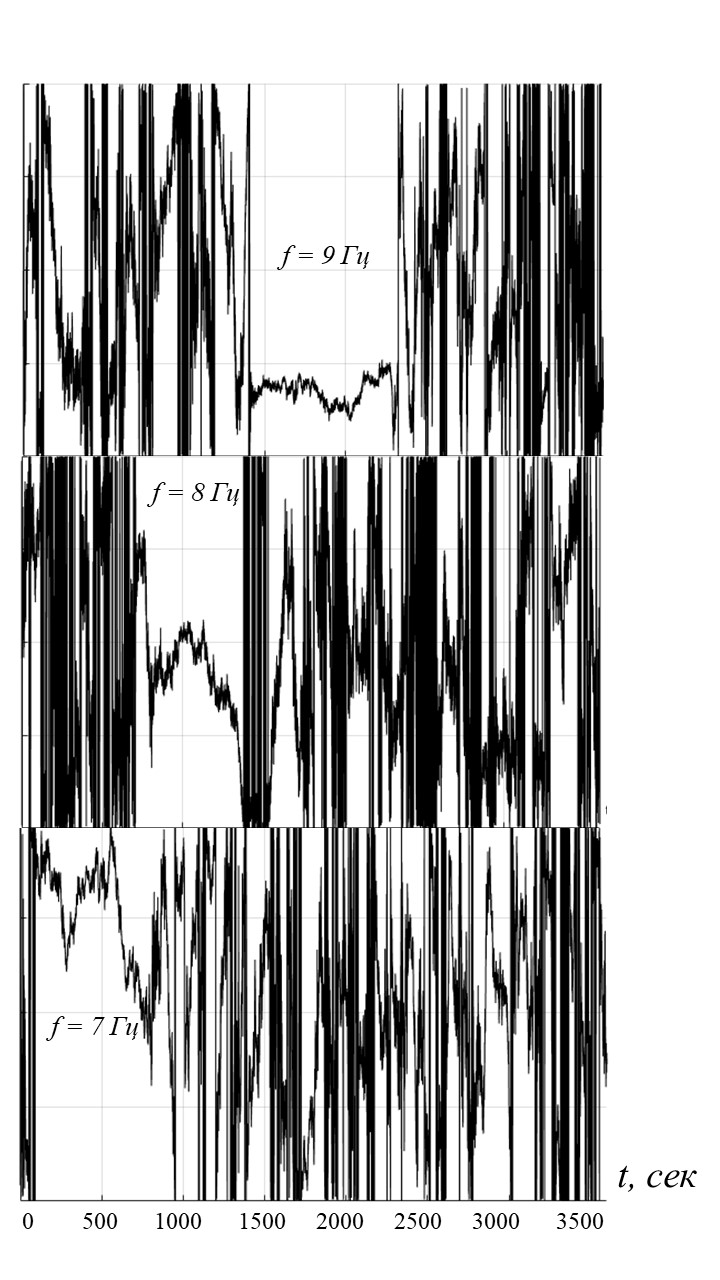 f = 9 Гц
f = 8 Гц
f = 7 Гц
t, сек
0 500 1000 1500 2000 2500 3000 3500